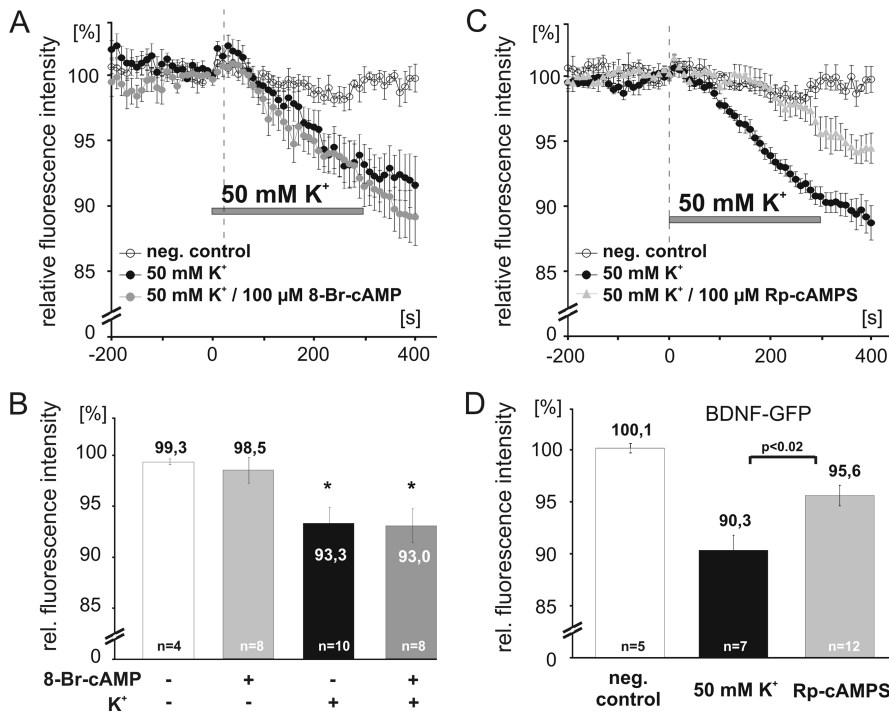 A
[%]
relative fluorescence intensity
100
95
90
85
0
50 mM K⁺
neg. control
50 mM K⁺
50 mM K⁺ / 100 µM 8-Br-cAMP
[s]
-200
0
200
400
C
[%]
relative fluorescence intensity
100
95
90
85
0
50 mM K⁺
neg. control
50 mM K⁺
50 mM K⁺ / 100 µM Rp-cAMPS
[s]
-200
0
200
400
B
[%]
rel. fluorescence intensity
100
95
90
85
0
99,3
98,5
*
*
93,3
93,0
n=4
n=8
n=10
n=8
8-Br-cAMP - + - +
K⁺ - - + +
D
[%]
rel. fluorescence intensity
BDNF-GFP
100
95
90
85
0
100,1
p<0.02
90,3
95,6
n=5
n=7
n=12
neg.
control
50 mM K⁺
Rp-cAMPS